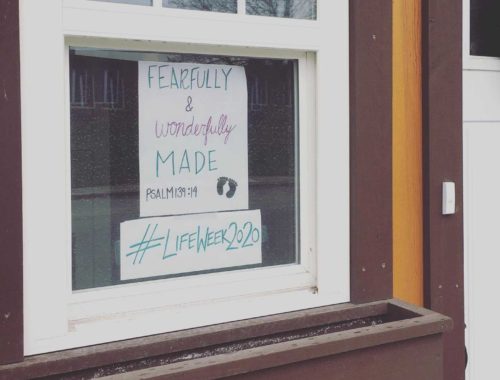 FEARFULLY
&
wonderfully
MADE
PSALM 139:14
#LIFEWEEK2020